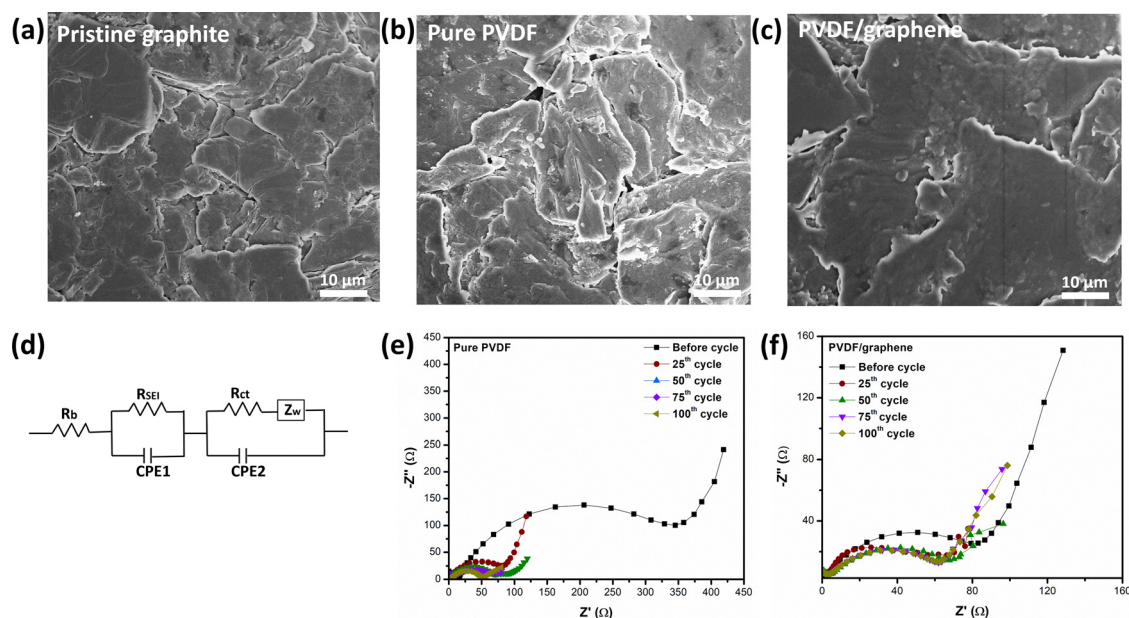 (a) Pristine graphite
10 µm
(b) Pure PVDF
10 µm
(c) PVDF/graphene
10 µm
(d)
Rb
RSEI
CPE1
Rct
Zw
CPE2
(e)
Pure PVDF
Before cycle
25th cycle
50th cycle
75th cycle
100th cycle
450
400
350
300
250
200
150
100
50
0
-Z'' (Ω)
0 50 100 150 200 250 300 350 400 450
Z' (Ω)
(f)
PVDF/graphene
Before cycle
25th cycle
50th cycle
75th cycle
100th cycle
160
120
80
40
0
-Z'' (Ω)
0 40 80 120 160
Z' (Ω)